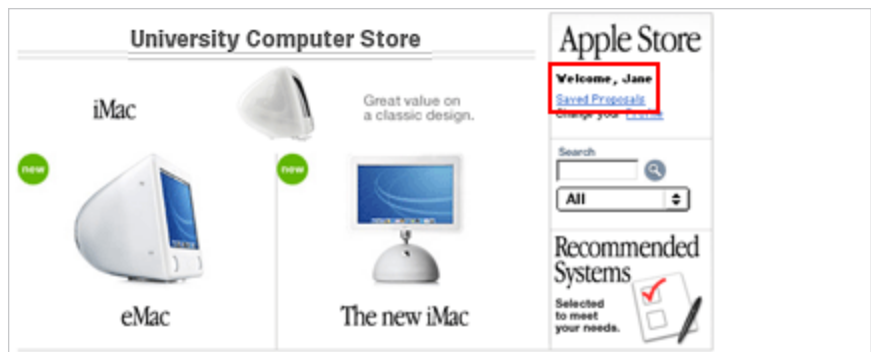 University Computer Store
iMac
Great value on
a classic design.
new
eMac
new
The new iMac
Apple Store
Welcome, Jane
Saved Proposals
Change your Profile
Search
All
Recommended
Systems
Selected
to meet
your needs.